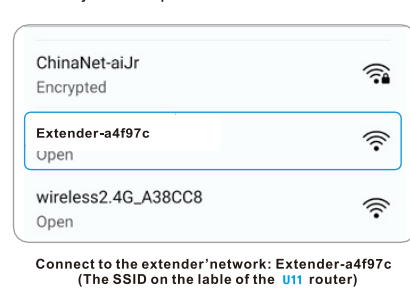 ChinaNet-aiJr
Encrypted
Extender-a4f97c
Open
wireless2.4G_A38CC8
Open
Connect to the extender’network: Extender-a4f97c
(The SSID on the lable of the U11 router)